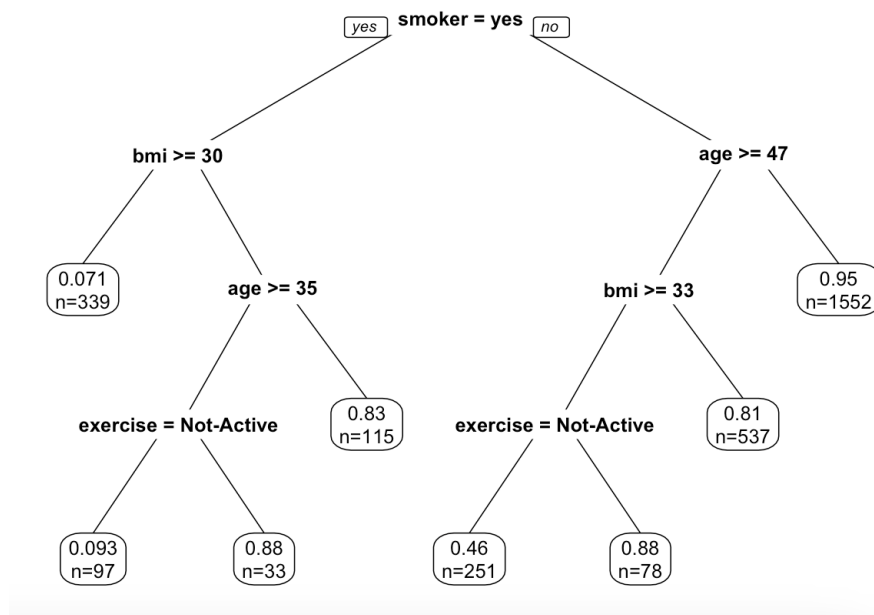 smoker = yes
yes
no
bmi >= 30
age >= 47
0.071
n=339
age >= 35
bmi >= 33
0.95
n=1552
exercise = Not-Active
0.83
n=115
exercise = Not-Active
0.81
n=537
0.093
n=97
0.88
n=33
0.46
n=251
0.88
n=78